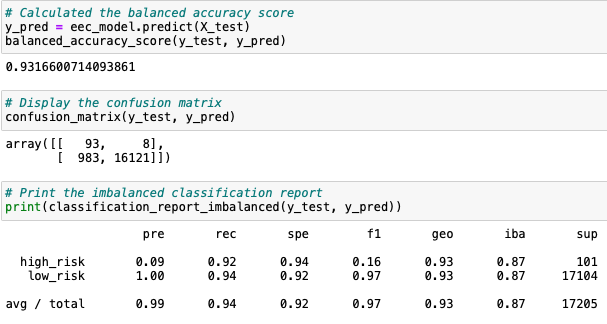 # Calculated the balanced accuracy score
y_pred = eec_model.predict(X_test)
balanced_accuracy_score(y_test, y_pred)
0.9316600714093861
# Display the confusion matrix
confusion_matrix(y_test, y_pred)
array([[   93,     8],
       [  983, 16121]])
# Print the imbalanced classification report
print(classification_report_imbalanced(y_test, y_pred))
                   pre       rec       spe        f1       geo       iba       sup
  high_risk       0.09      0.92      0.94      0.16      0.93      0.87       101
   low_risk       1.00      0.94      0.92      0.97      0.93      0.87     17104
avg / total       0.99      0.94      0.92      0.97      0.93      0.87     17205